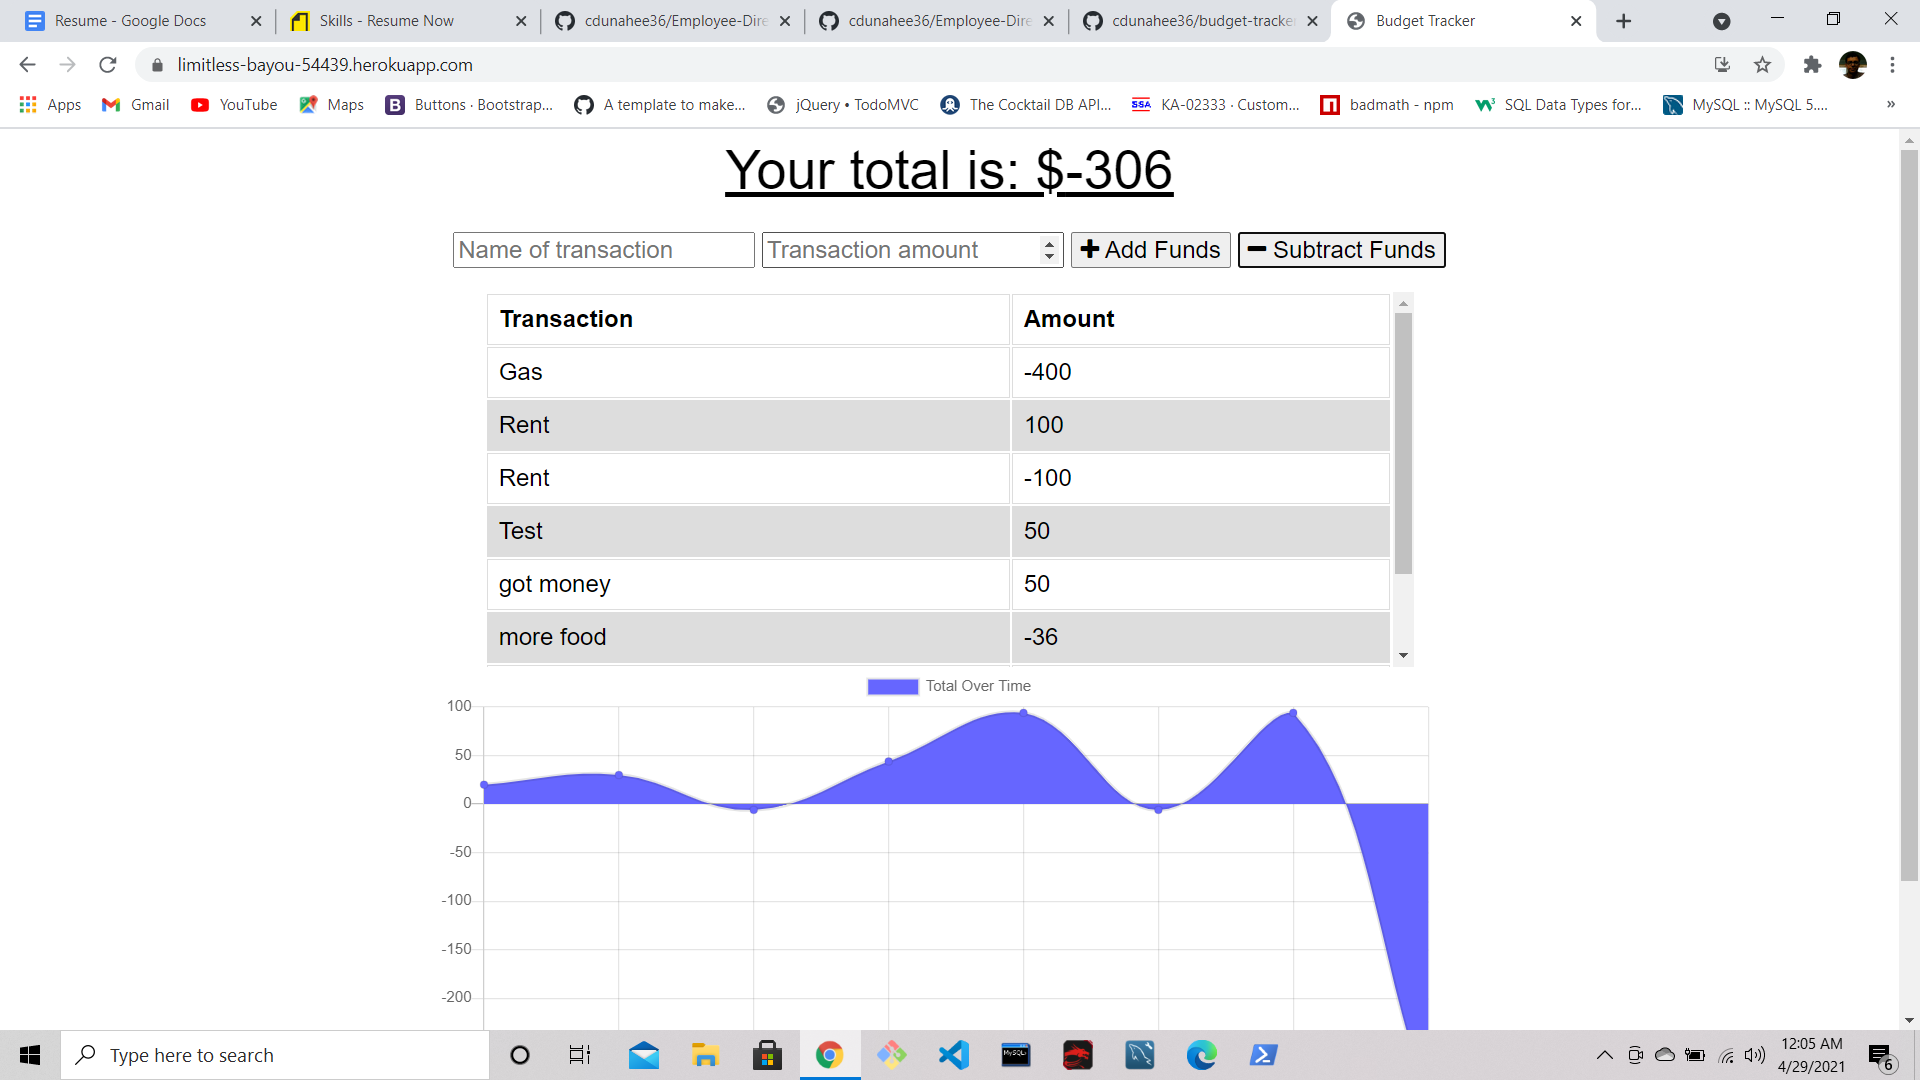 Resume - Google Docs
Skills - Resume Now
cdunahee36/Employee-Dire
cdunahee36/Employee-Dire
cdunahee36/budget-tracker
Budget Tracker
limitless-bayou-54439.herokuapp.com
Apps
Gmail
YouTube
Maps
B Buttons · Bootstrap...
A template to make...
jQuery • TodoMVC
The Cocktail DB API...
SSA KA-02333 · Custom...
badmath - npm
W3 SQL Data Types for...
MySQL :: MySQL 5....
»
Your total is: $-306
Name of transaction
Transaction amount
Add Funds
Subtract Funds
Transaction Amount
Gas -400
Rent 100
Rent -100
Test 50
got money 50
more food -36
Total Over Time
100
50
0
-50
-100
-150
-200
Type here to search
MySQL
12:05 AM
4/29/2021
6